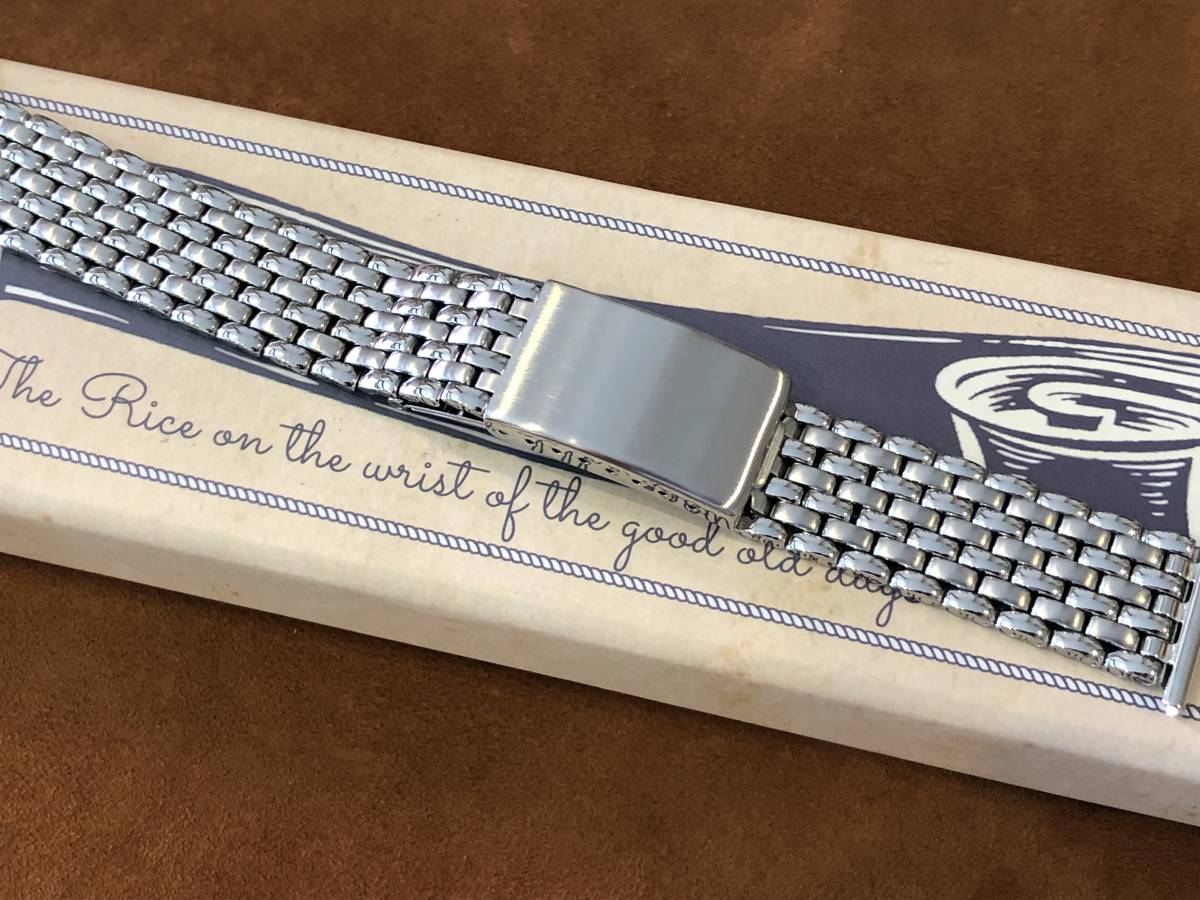 The Rice on the wrist of the good old days